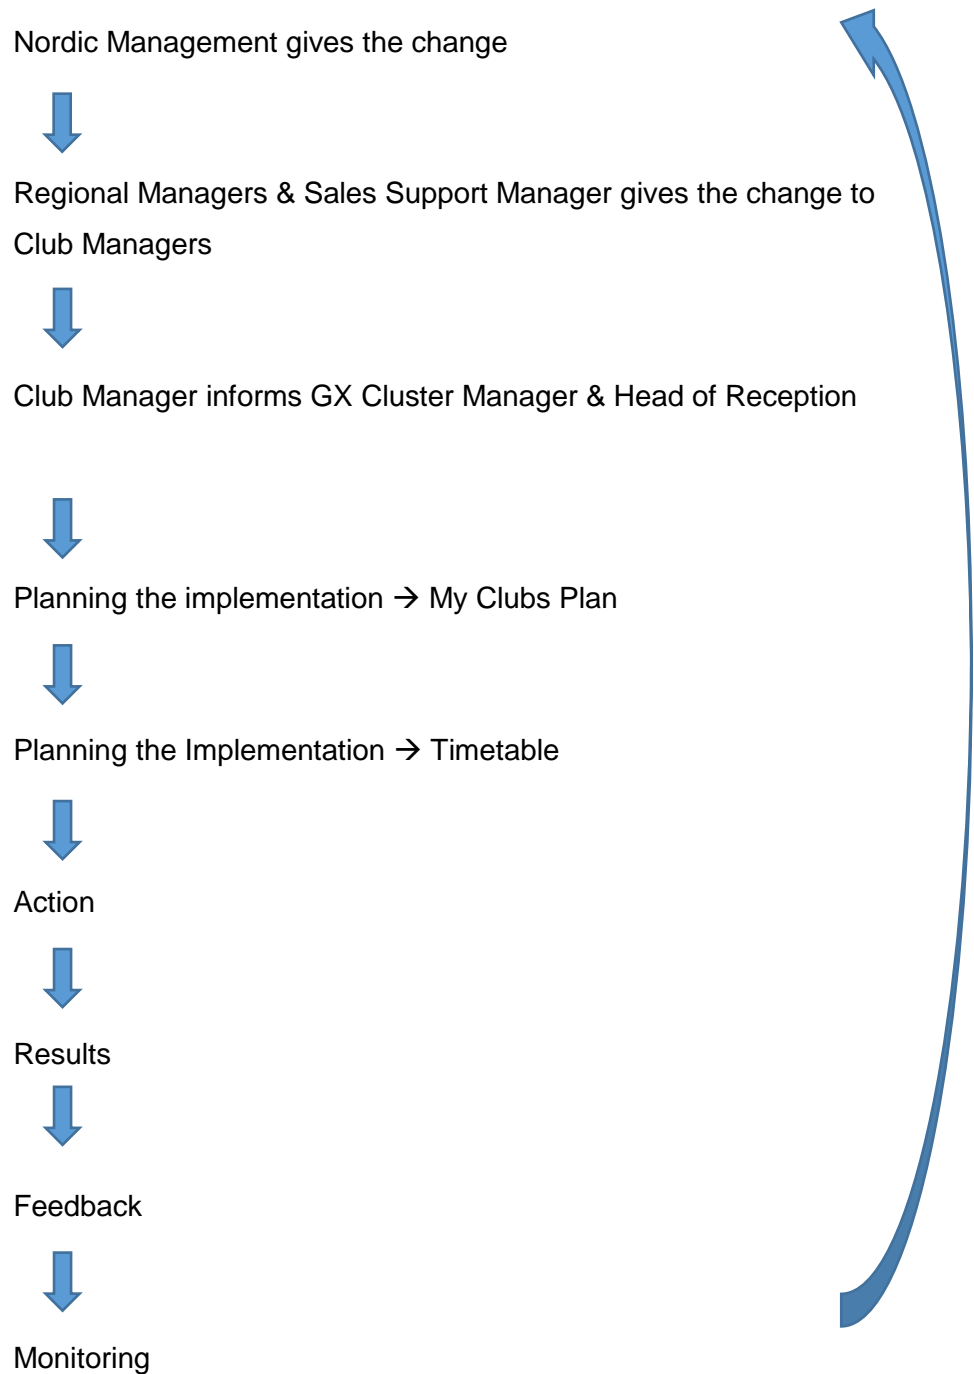 Nordic Management gives the change
Regional Managers & Sales Support Manager gives the change to
Club Managers
Club Manager informs GX Cluster Manager & Head of Reception
Planning the implementation → My Clubs Plan
Planning the Implementation → Timetable
Action
Results
Feedback
Monitoring